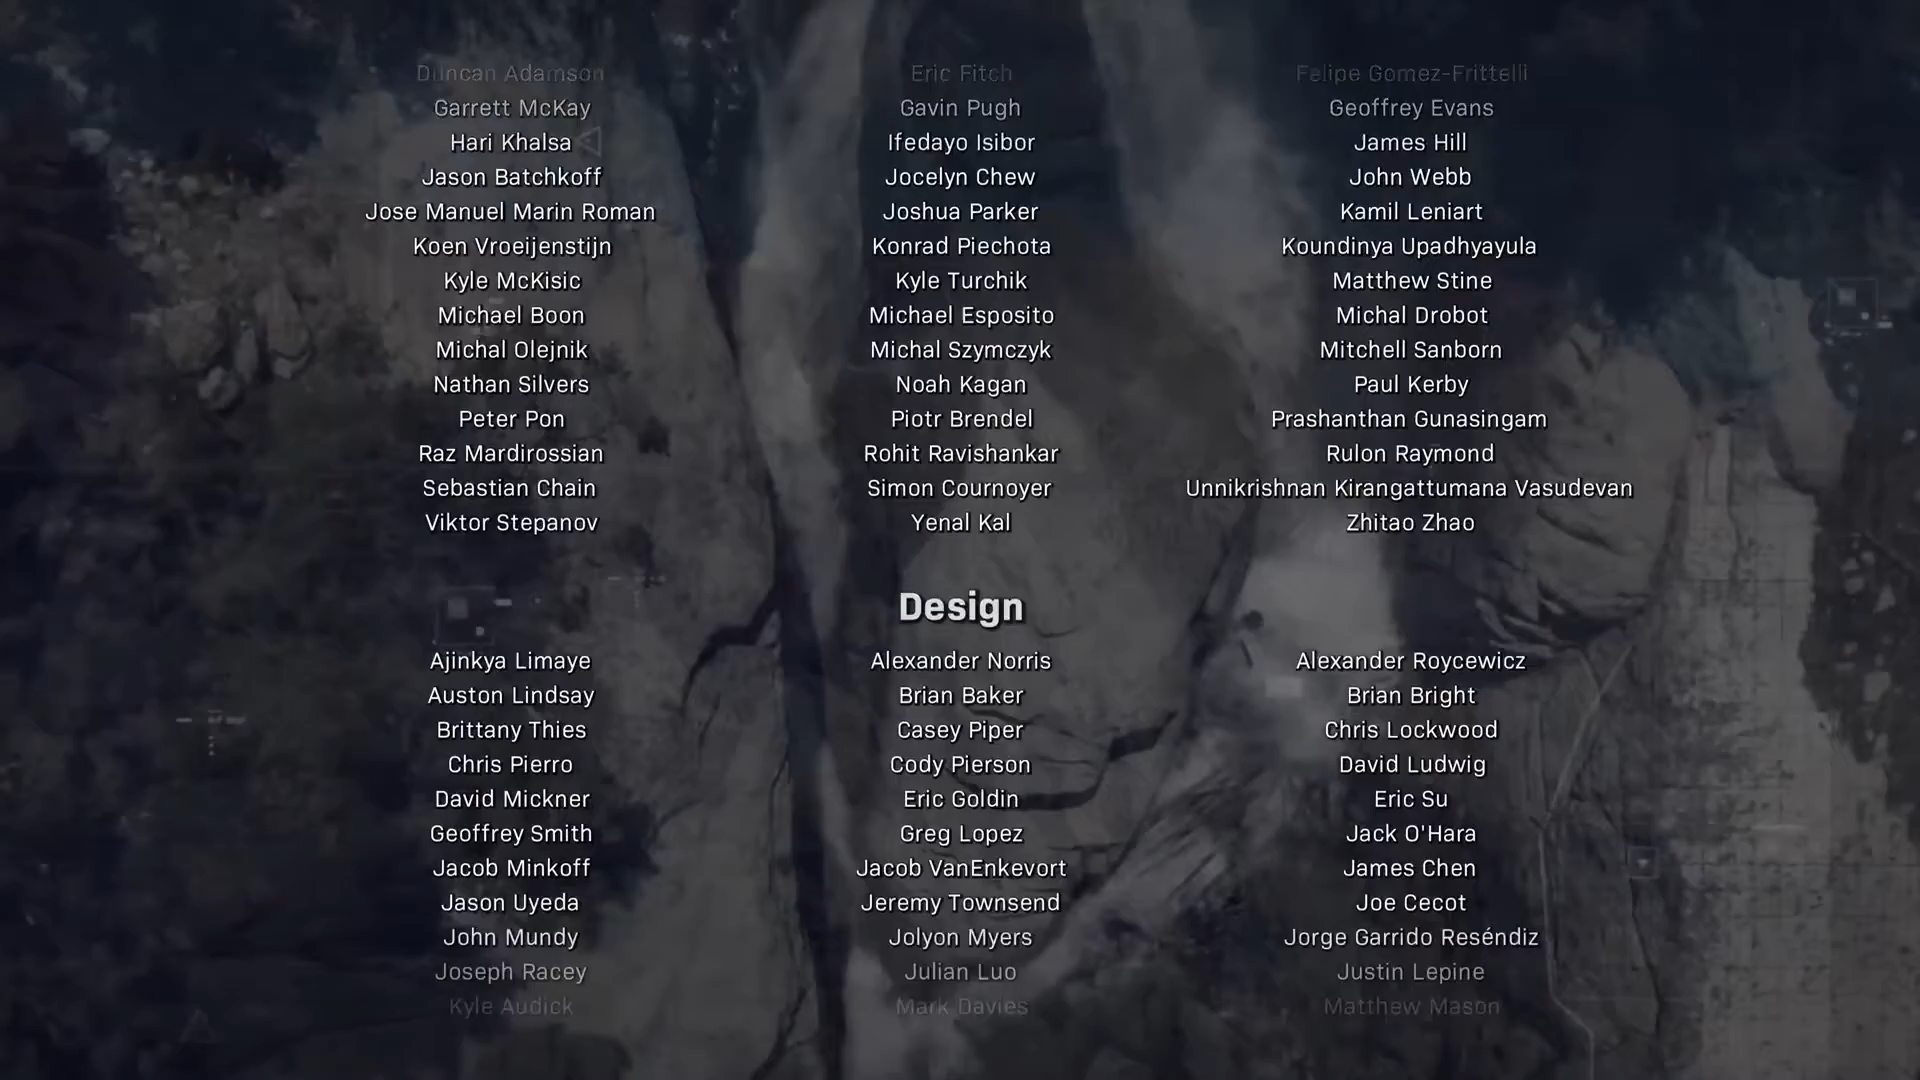 Duncan Adamson Eric Fitch Felipe Gomez-Frittelli
Garrett McKay Gavin Pugh Geoffrey Evans
Hari Khalsa Ifedayo Isibor James Hill
Jason Batchkoff Jocelyn Chew John Webb
Jose Manuel Marin Roman Joshua Parker Kamil Leniart
Koen Vroeijenstijn Konrad Piechota Koundinya Upadhyayula
Kyle McKisic Kyle Turchik Matthew Stine
Michael Boon Michael Esposito Michal Drobot
Michal Olejnik Michal Szymczyk Mitchell Sanborn
Nathan Silvers Noah Kagan Paul Kerby
Peter Pon Piotr Brendel Prashanthan Gunasingam
Raz Mardirossian Rohit Ravishankar Rulon Raymond
Sebastian Chain Simon Cournoyer Unnikrishnan Kirangattumana Vasudevan
Viktor Stepanov Yenal Kal Zhitao Zhao
Design
Ajinkya Limaye Alexander Norris Alexander Roycewicz
Auston Lindsay Brian Baker Brian Bright
Brittany Thies Casey Piper Chris Lockwood
Chris Pierro Cody Pierson David Ludwig
David Mickner Eric Goldin Eric Su
Geoffrey Smith Greg Lopez Jack O'Hara
Jacob Minkoff Jacob VanEnkevort James Chen
Jason Uyeda Jeremy Townsend Joe Cecot
John Mundy Jolyon Myers Jorge Garrido Reséndiz
Joseph Racey Julian Luo Justin Lepine
Kyle Audick Mark Davies Matthew Mason